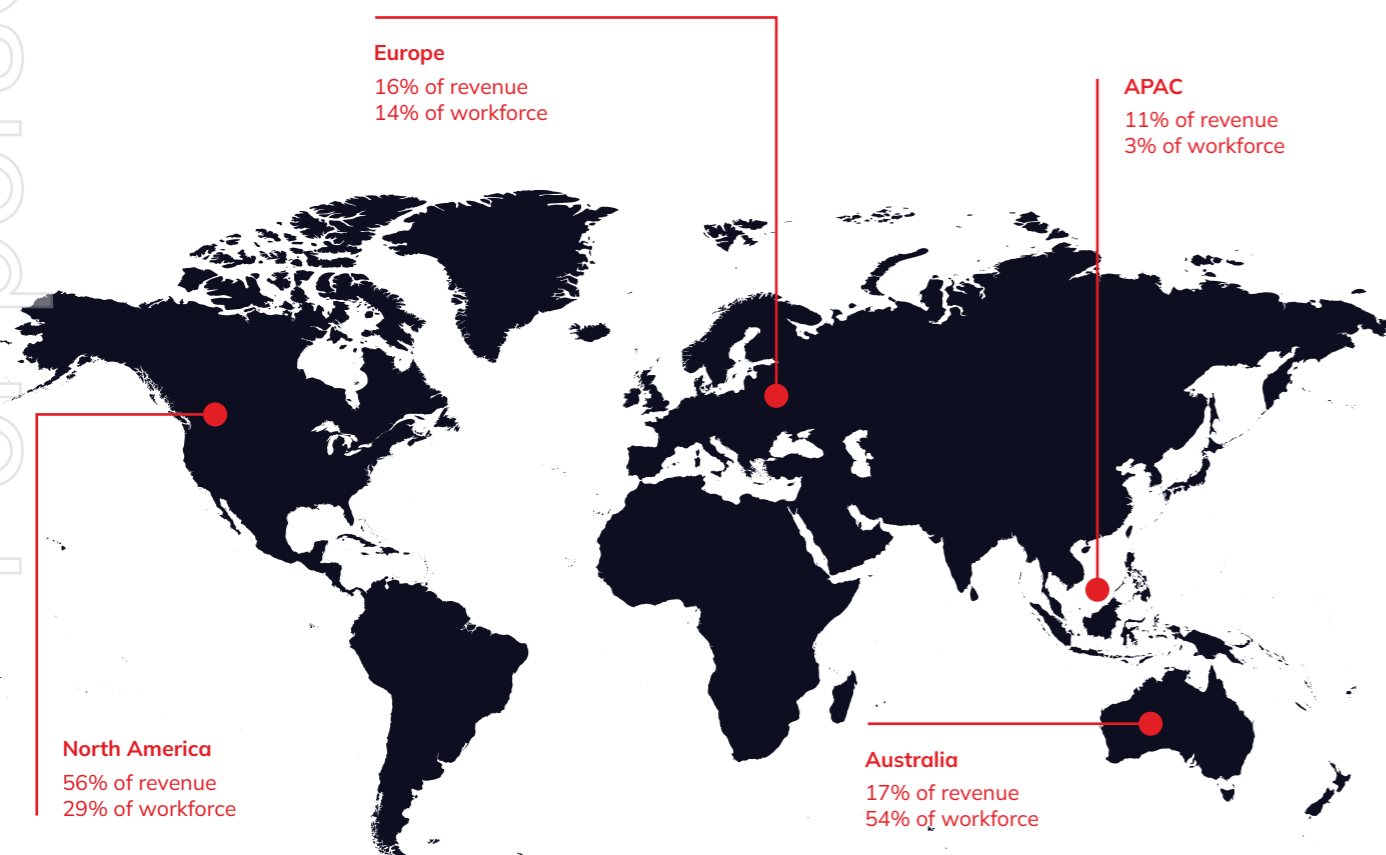 Europe
16% of revenue
14% of workforce
APAC
11% of revenue
3% of workforce
North America
56% of revenue
29% of workforce
Australia
17% of revenue
54% of workforce